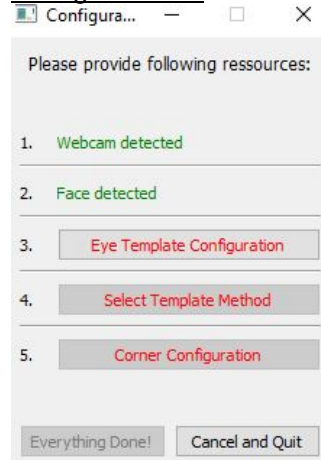 Configura...
Please provide following ressources:
1. Webcam detected
2. Face detected
3. Eye Template Configuration
4. Select Template Method
5. Corner Configuration
Everything Done! Cancel and Quit